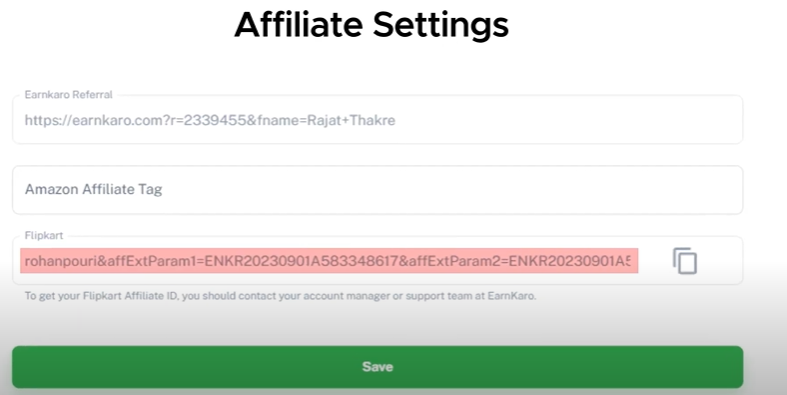 Affiliate Settings
Earnkaro Referral
https://earnkaro.com?r=2339455&fname=Rajat+Thakre
Amazon Affiliate Tag
Flipkart
rohanpouri&affExtParam1=ENKR20230901A583348617&affExtParam2=ENKR20230901A5
To get your Flipkart Affiliate ID, you should contact your account manager or support team at EarnKaro.
Save